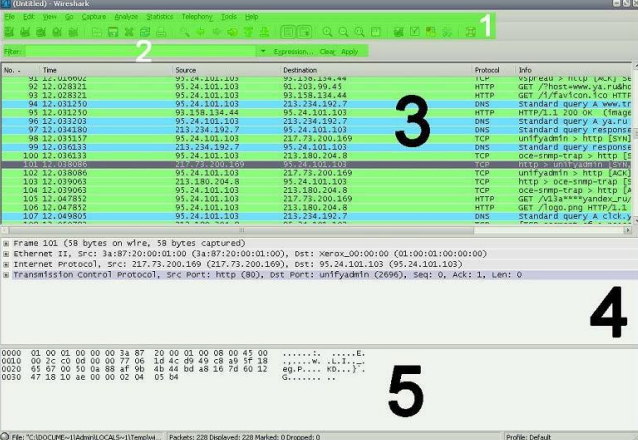 (Untitled) - Wireshark
File Edit View Go Capture Analyze Statistics Telephony Tools Help
1
Filter: Expression... Clear Apply
2
No. . Time Source Destination Protocol Info
91 12.016602 95.24.101.103 93.158.134.44 TCP vspread > http [ACK] SE
92 12.028321 95.24.101.103 91.203.99.45 HTTP GET /?host=www.ya.ru&hc
93 12.028321 95.24.101.103 93.158.134.44 HTTP GET /i/favicon.ico HTTF
94 12.031250 95.24.101.103 213.234.192.7 DNS Standard query A www.tr
95 12.031250 93.158.134.44 95.24.101.103 HTTP HTTP/1.1 200 OK (image
96 12.033203 95.24.101.103 213.234.192.7 DNS Standard query A ya.ru
97 12.034180 213.234.192.7 95.24.101.103 DNS Standard query response
98 12.035157 95.24.101.103 217.73.200.169 TCP unifyadmin > http [SYN]
99 12.036133 213.234.192.7 95.24.101.103 DNS Standard query response
100 12.036133 95.24.101.103 213.180.204.8 TCP oce-snmp-trap > http [S
101 12.038086 217.73.200.169 95.24.101.103 TCP http > unifyadmin [SYN,
102 12.038086 95.24.101.103 217.73.200.169 TCP unifyadmin > http [ACK]
103 12.039063 213.180.204.8 95.24.101.103 TCP http > oce-snmp-trap [S
104 12.039063 95.24.101.103 213.180.204.8 TCP oce-snmp-trap > http [A
105 12.047852 95.24.101.103 217.73.200.169 HTTP GET /V13a****yandex_ru/
106 12.047852 95.24.101.103 213.180.204.8 HTTP GET /logo.png HTTP/1.1
107 12.049805 95.24.101.103 213.234.192.7 DNS Standard query A clck.y
3
Frame 101 (58 bytes on wire, 58 bytes captured)
Ethernet II, Src: 3a:87:20:00:01:00 (3a:87:20:00:01:00), Dst: Xerox_00:00:00 (01:00:01:00:00:00)
Internet Protocol, Src: 217.73.200.169 (217.73.200.169), Dst: 95.24.101.103 (95.24.101.103)
Transmission Control Protocol, Src Port: http (80), Dst Port: unifyadmin (2696), Seq: 0, Ack: 1, Len: 0
4
0000 01 00 01 00 00 00 3a 87 20 00 01 00 08 00 45 00 ......:. .....E.
0010 00 2c c0 0d 00 00 77 06 1d 4c d9 49 c8 a9 5f 18 .,....w. .L.I.._.
0020 65 67 00 50 0a 88 af 9b 4b 44 bd a8 16 7d 60 12 eg.P.... KD...}`.
0030 47 18 10 ae 00 00 02 04 05 b4 G....... ..
5
File: "C:\DOCUME~1\Admin\LOCALS~1\Temp\wi... Packets: 228 Displayed: 228 Marked: 0 Dropped: 0 Profile: Default